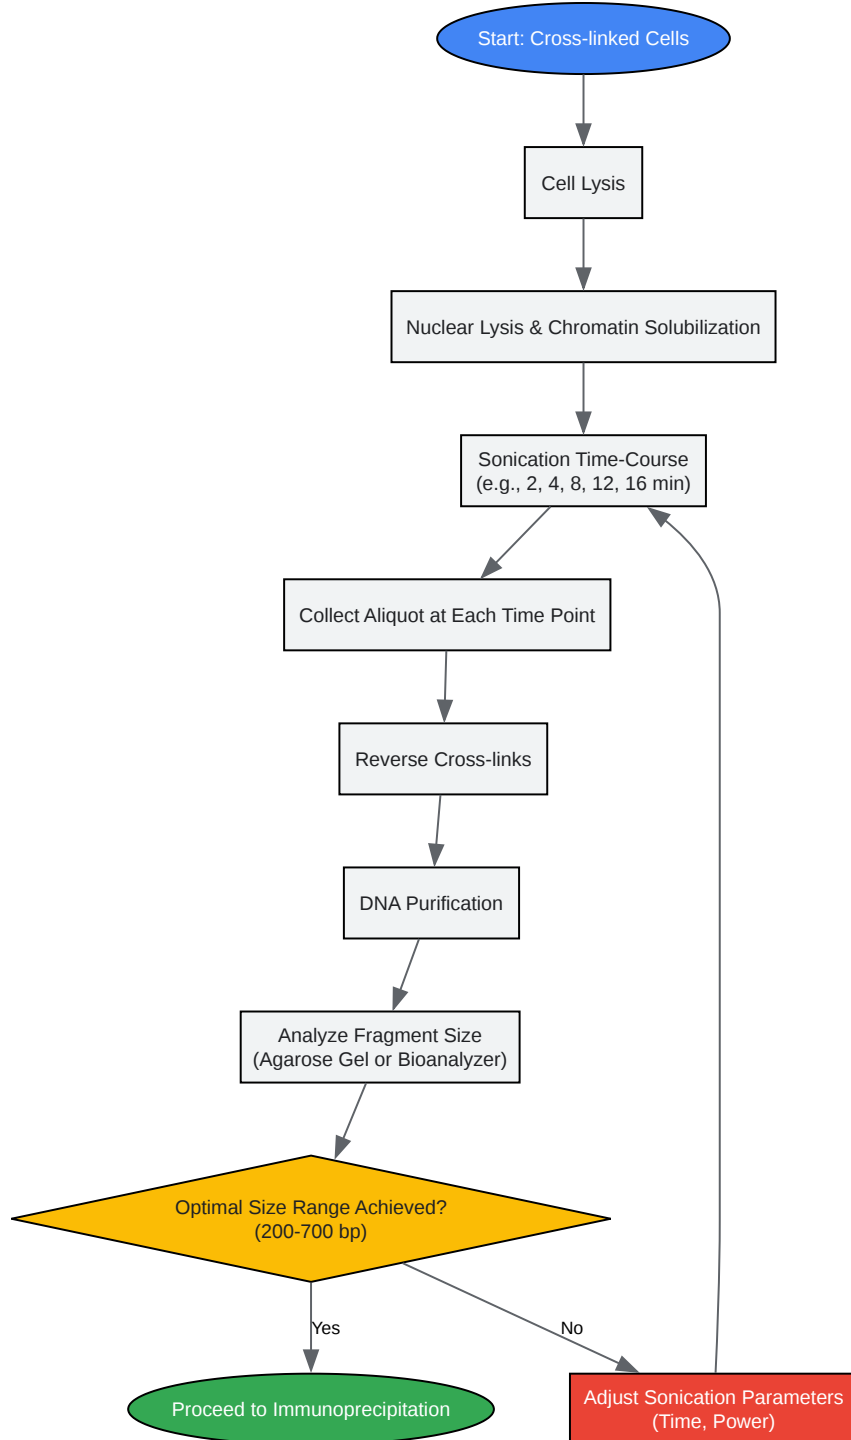 Start: Cross-linked Cells
Cell Lysis
Nuclear Lysis & Chromatin Solubilization
Sonication Time-Course
(e.g., 2, 4, 8, 12, 16 min)
Collect Aliquot at Each Time Point
Reverse Cross-links
DNA Purification
Analyze Fragment Size
(Agarose Gel or Bioanalyzer)
Optimal Size Range Achieved?
(200-700 bp)
Yes
No
Proceed to Immunoprecipitation
Adjust Sonication Parameters
(Time, Power)